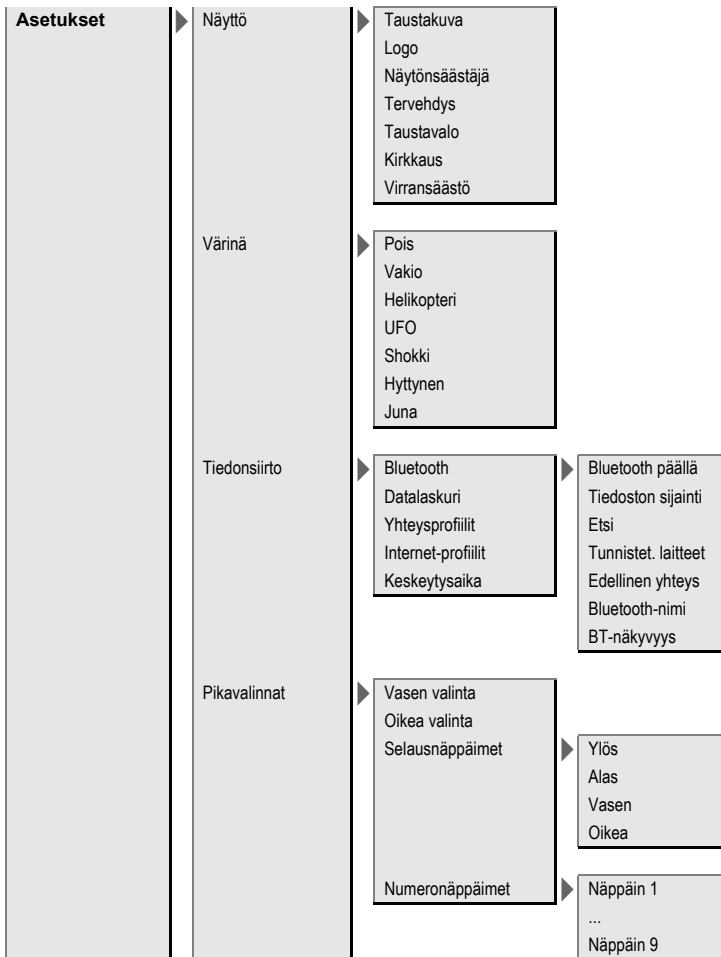 Asetukset
Näyttö
Taustakuva
Logo
Näytönsäästäjä
Tervehdys
Taustavalo
Kirkkaus
Virransäästö
Värinä
Pois
Vakio
Helikopteri
UFO
Shokki
Hyttynen
Juna
Tiedonsiirto
Bluetooth
Datalaskuri
Yhteysprofiilit
Internet-profiilit
Keskeytysaika
Bluetooth päällä
Tiedoston sijainti
Etsi
Tunnistet. laitteet
Edellinen yhteys
Bluetooth-nimi
BT-näkyvyys
Pikavalinnat
Vasen valinta
Oikea valinta
Selausnäppäimet
Ylös
Alas
Vasen
Oikea
Numeronäppäimet
Näppäin 1
...
Näppäin 9